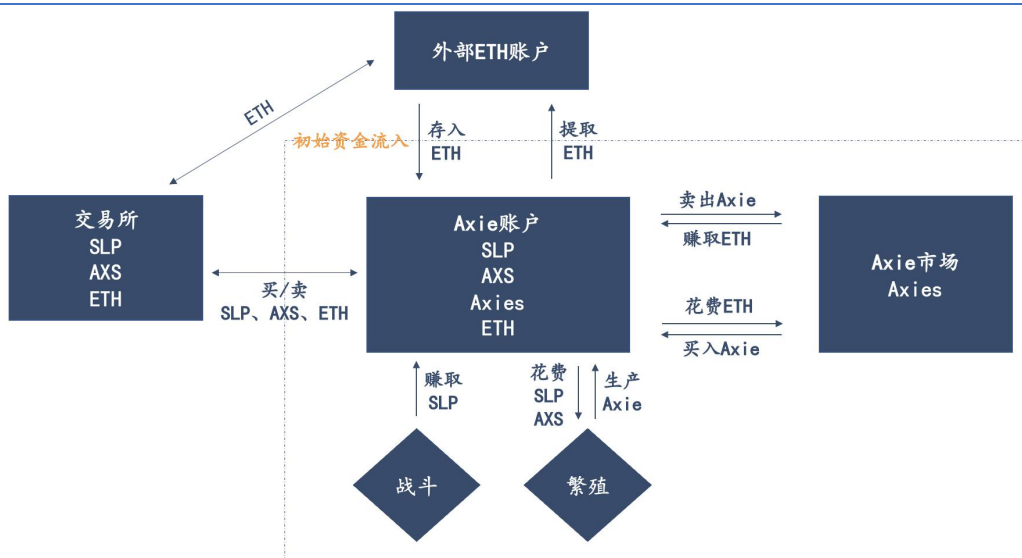 外部ETH账户
ETH
初始资金流入
存入
ETH
提取
ETH
交易所
SLP
AXS
ETH
买/卖
SLP、AXS、ETH
Axie账户
SLP
AXS
Axies
ETH
卖出Axie
赚取ETH
花费ETH
买入Axie
Axie市场
Axies
赚取
SLP
花费
SLP
AXS
生产
Axie
战斗
繁殖